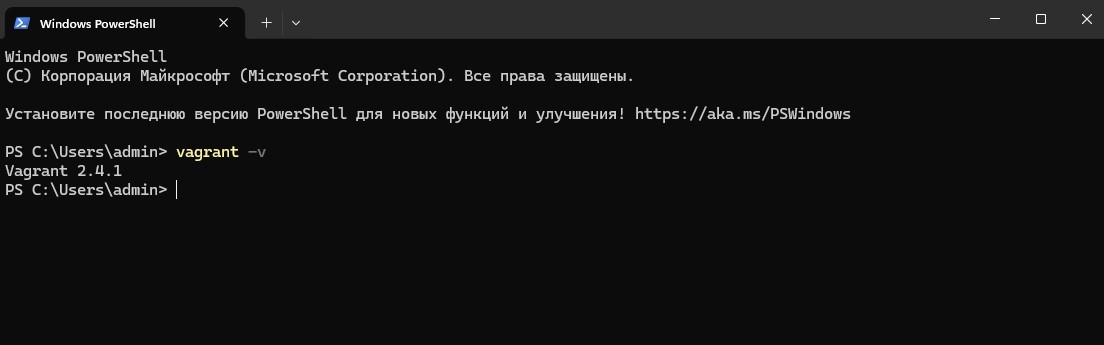 Windows PowerShell
Windows PowerShell
(C) Корпорация Майкрософт (Microsoft Corporation). Все права защищены.
Установите последнюю версию PowerShell для новых функций и улучшения! https://aka.ms/PSWindows
PS C:\Users\admin> vagrant -v
Vagrant 2.4.1
PS C:\Users\admin>